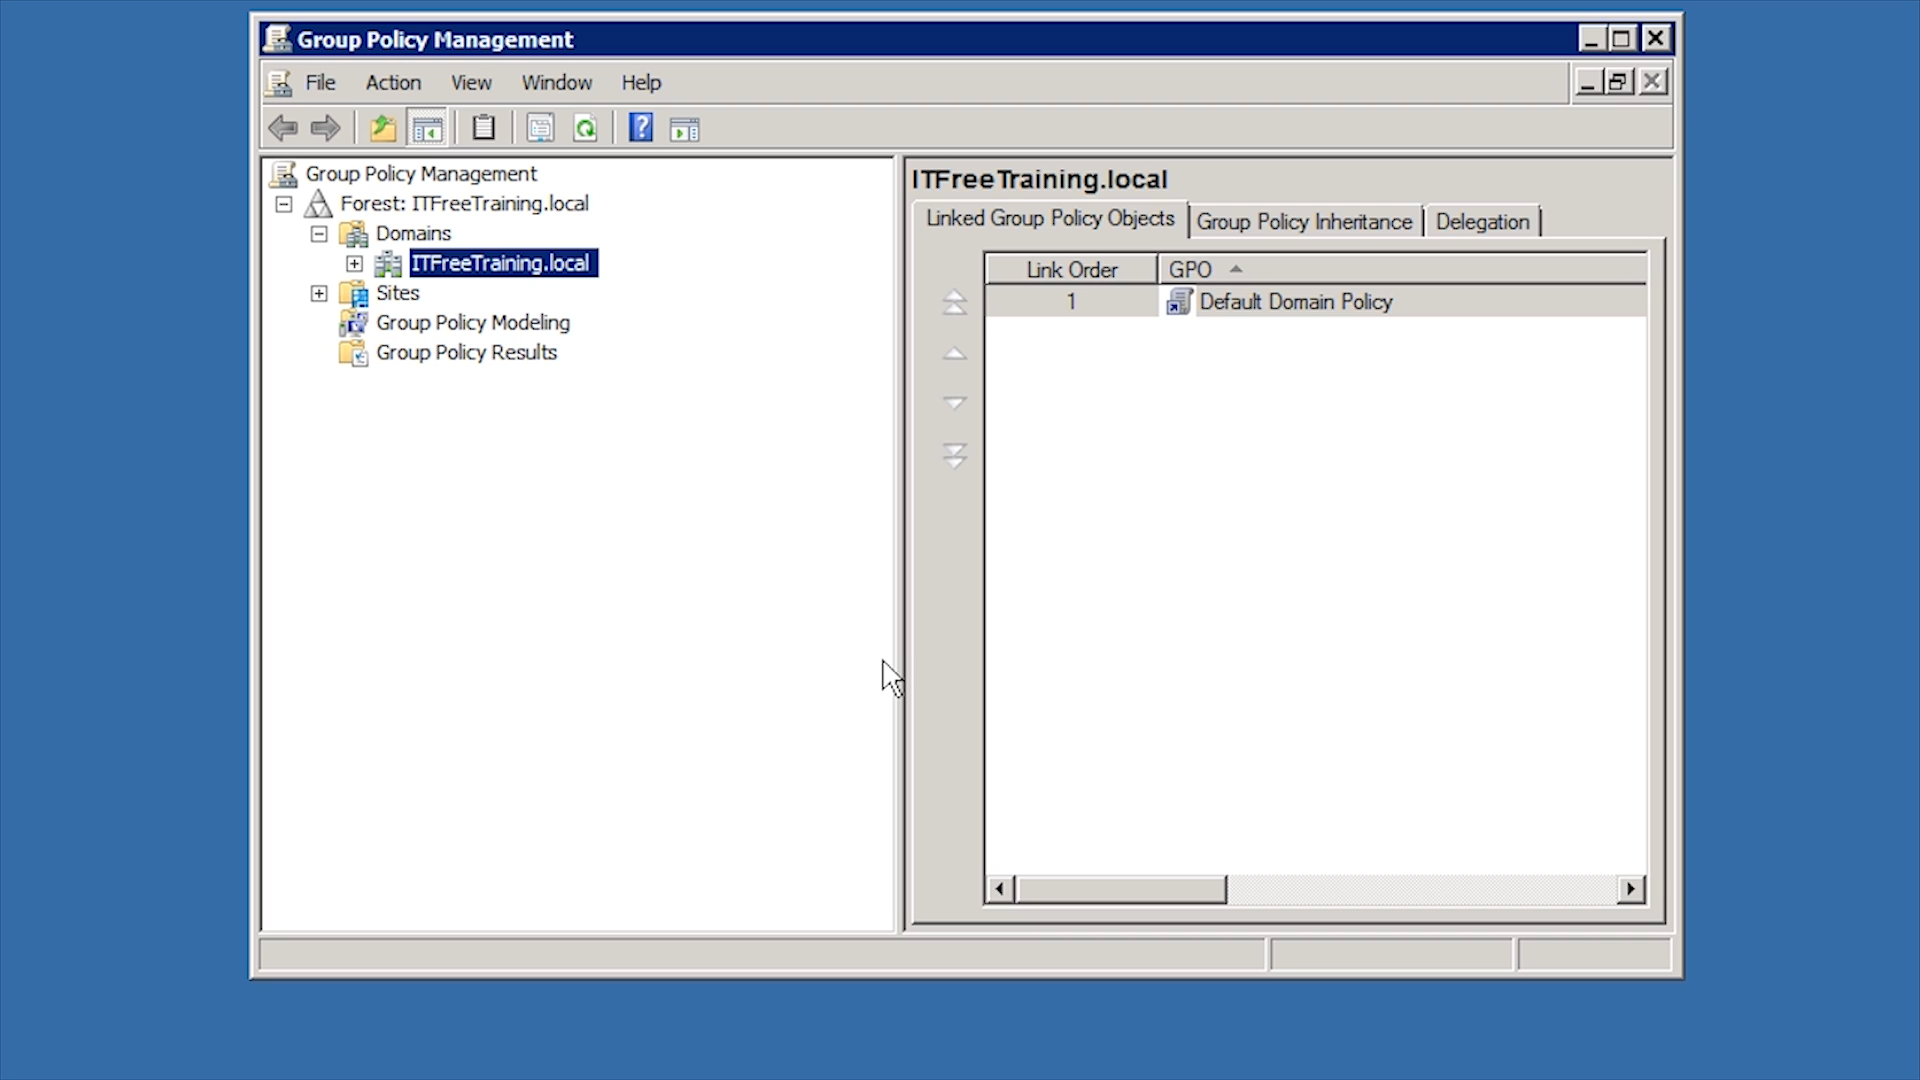 Group Policy Management
File Action View Window Help
Group Policy Management
Forest: ITFreeTraining.local
Domains
ITFreeTraining.local
Sites
Group Policy Modeling
Group Policy Results
ITFreeTraining.local
Linked Group Policy Objects Group Policy Inheritance Delegation
Link Order GPO
1 Default Domain Policy